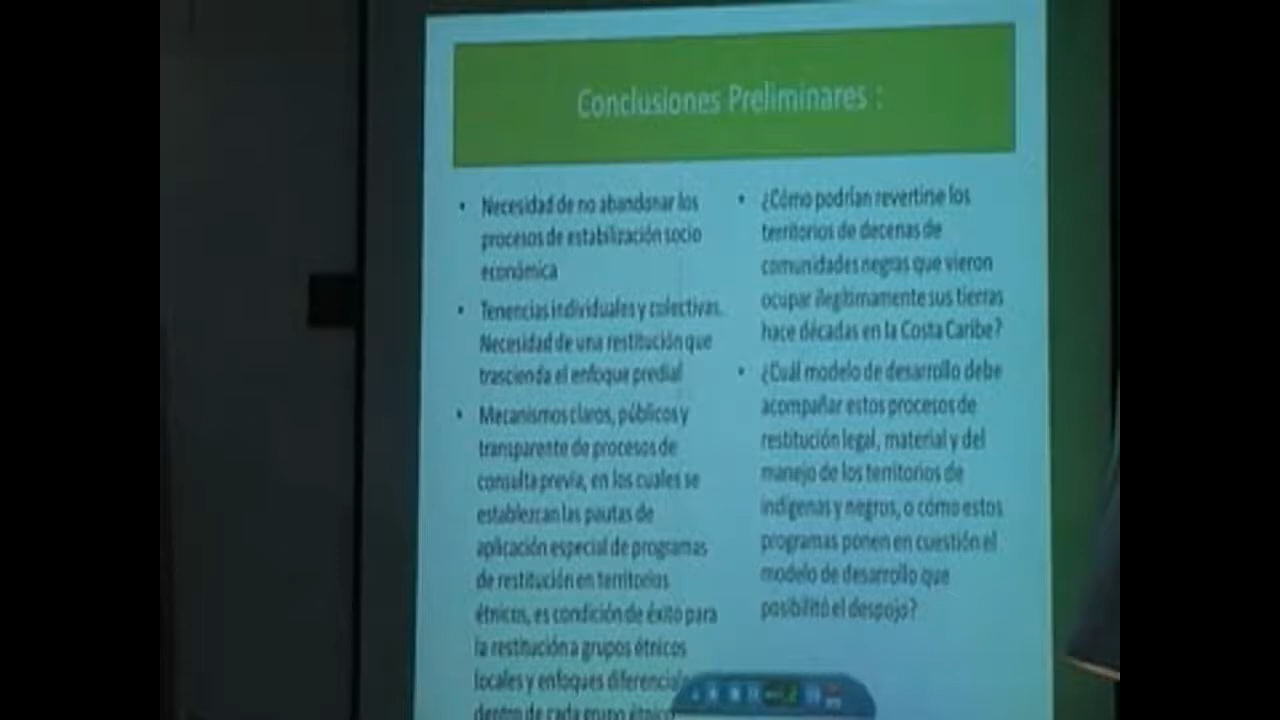 Conclusiones Preliminares :
• Necesidad de no abandonar los
procesos de estabilización socio
económica
• Tenencias individuales y colectivas.
Necesidad de una restitución que
trascienda el enfoque predial
• Mecanismos claros, públicos y
transparente de procesos de
consulta previa, en los cuales se
establezcan las pautas de
aplicación especial de programas
de restitución en territorios
étnicos, es condición de éxito para
la restitución a grupos étnicos
locales y enfoques diferenciale
dentro de cada grupo étnico
• ¿Cómo podrían revertirse los
territorios de decenas de
comunidades negras que vieron
ocupar ilegítimamente sus tierras
hace décadas en la Costa Caribe?
• ¿Cuál modelo de desarrollo debe
acompañar estos procesos de
restitución legal, material y del
manejo de los territorios de
indígenas y negros, o cómo estos
programas ponen en cuestión el
modelo de desarrollo que
posibilitó el despojo?